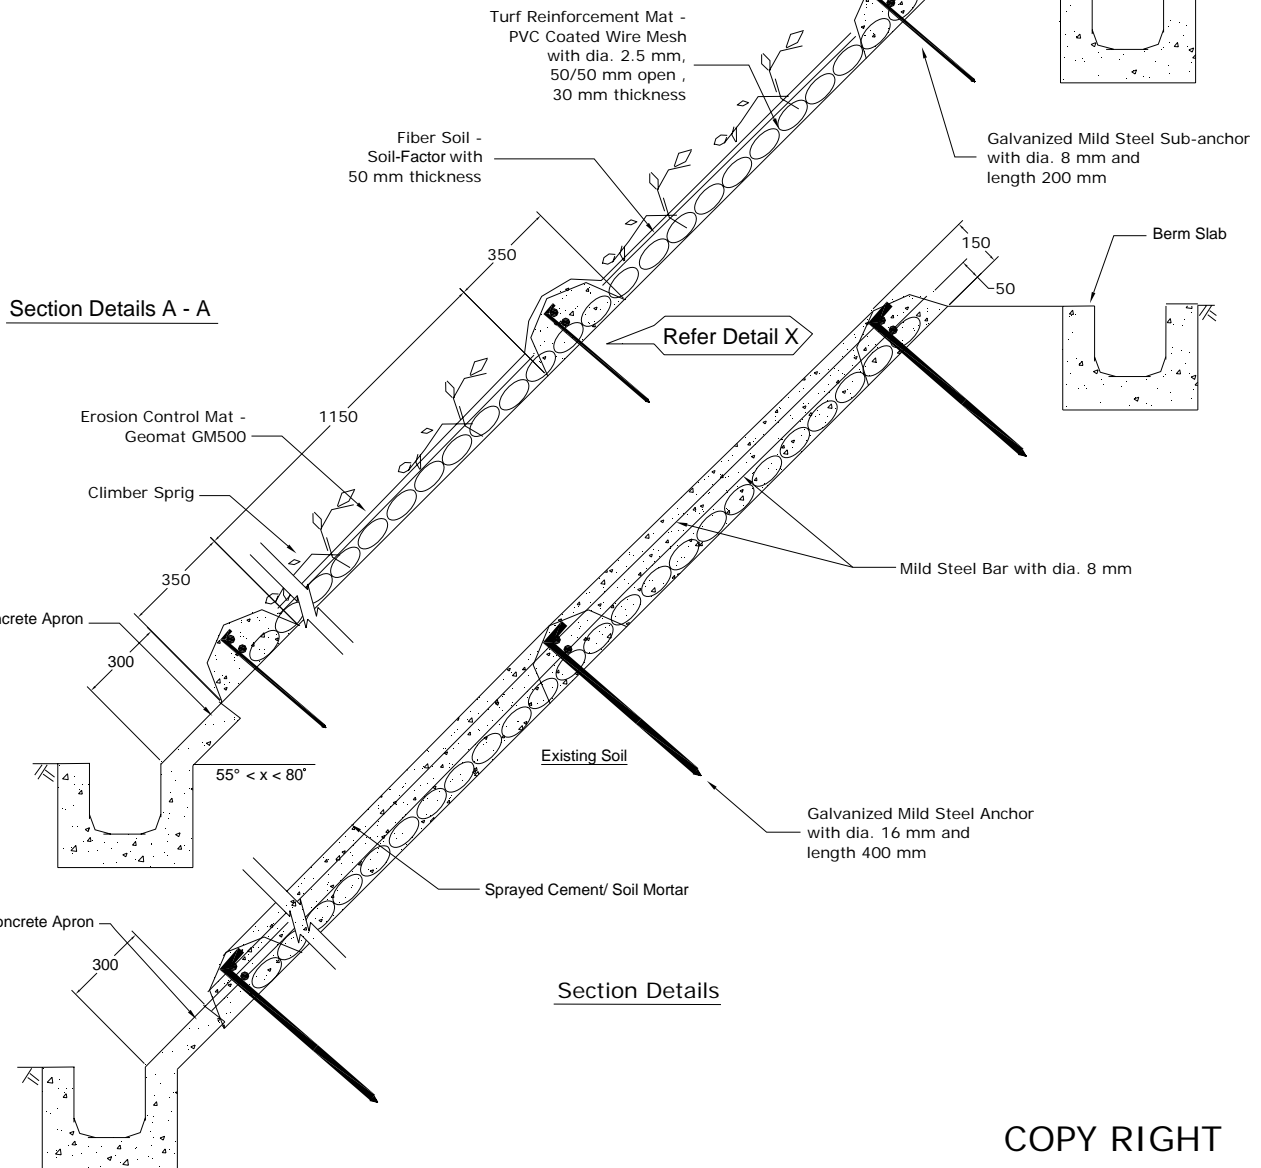 Turf Reinforcement Mat -
PVC Coated Wire Mesh
with dia. 2.5 mm,
50/50 mm open ,
30 mm thickness
Fiber Soil -
Soil-Factor with
50 mm thickness
Galvanized Mild Steel Sub-anchor
with dia. 8 mm and
length 200 mm
150
Berm Slab
350
50
Section Details A - A
Refer Detail X
1150
Erosion Control Mat -
Geomat GM500
Climber Sprig
350
Mild Steel Bar with dia. 8 mm
Apron
300
Existing Soil
55° < x < 80°
Galvanized Mild Steel Anchor
with dia. 16 mm and
length 400 mm
Sprayed Cement/ Soil Mortar
Apron
300
Section Details
COPY RIGHT